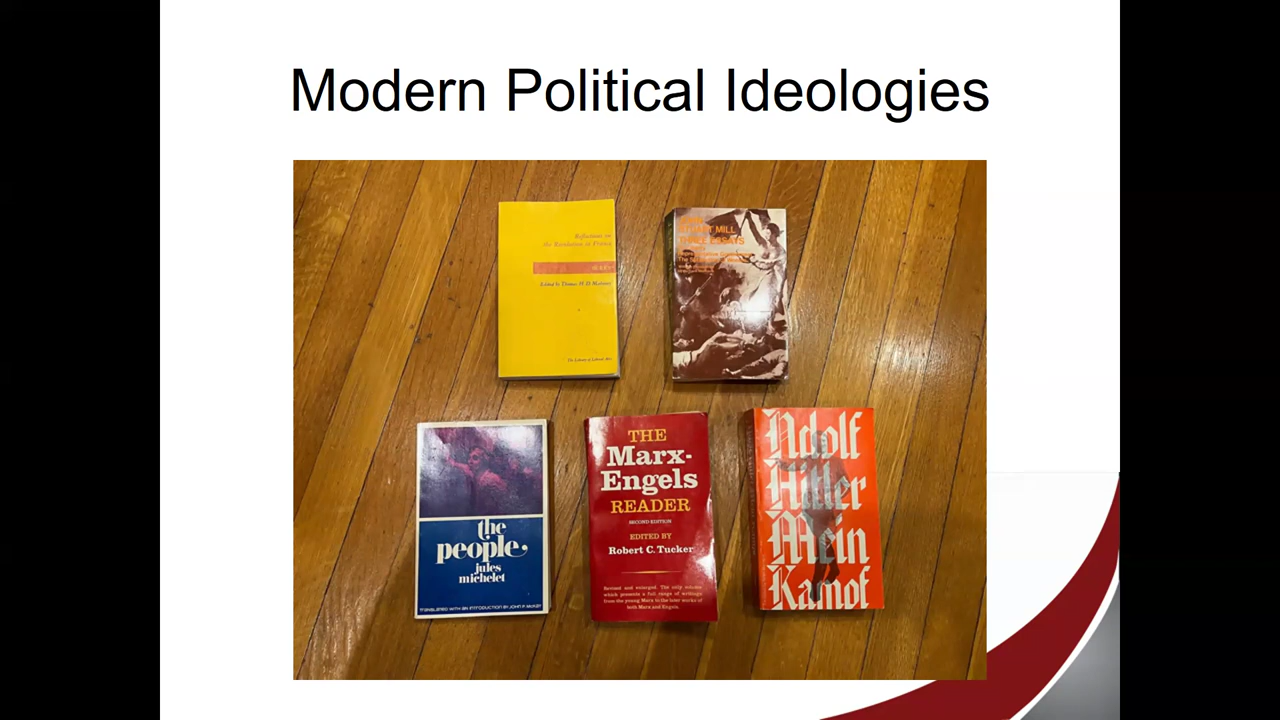 Modern Political Ideologies
Reflections on
the Revolution in France
Edited by Thomas H. D. Mahoney
The Library of Liberal Arts
STUART MILL
THREE ESSAYS
the
people
jules
michelet
TRANSLATED WITH AN INTRODUCTION BY JOHN P. MCKAY
THE
Marx-
Engels
READER
SECOND EDITION
EDITED BY
Robert C. Tucker
Revised and enlarged. The only volume
which presents a full range of writings
from the young Marx to the later works of
both Marx and Engels.
Adolf
Hitler
Mein
Kampf